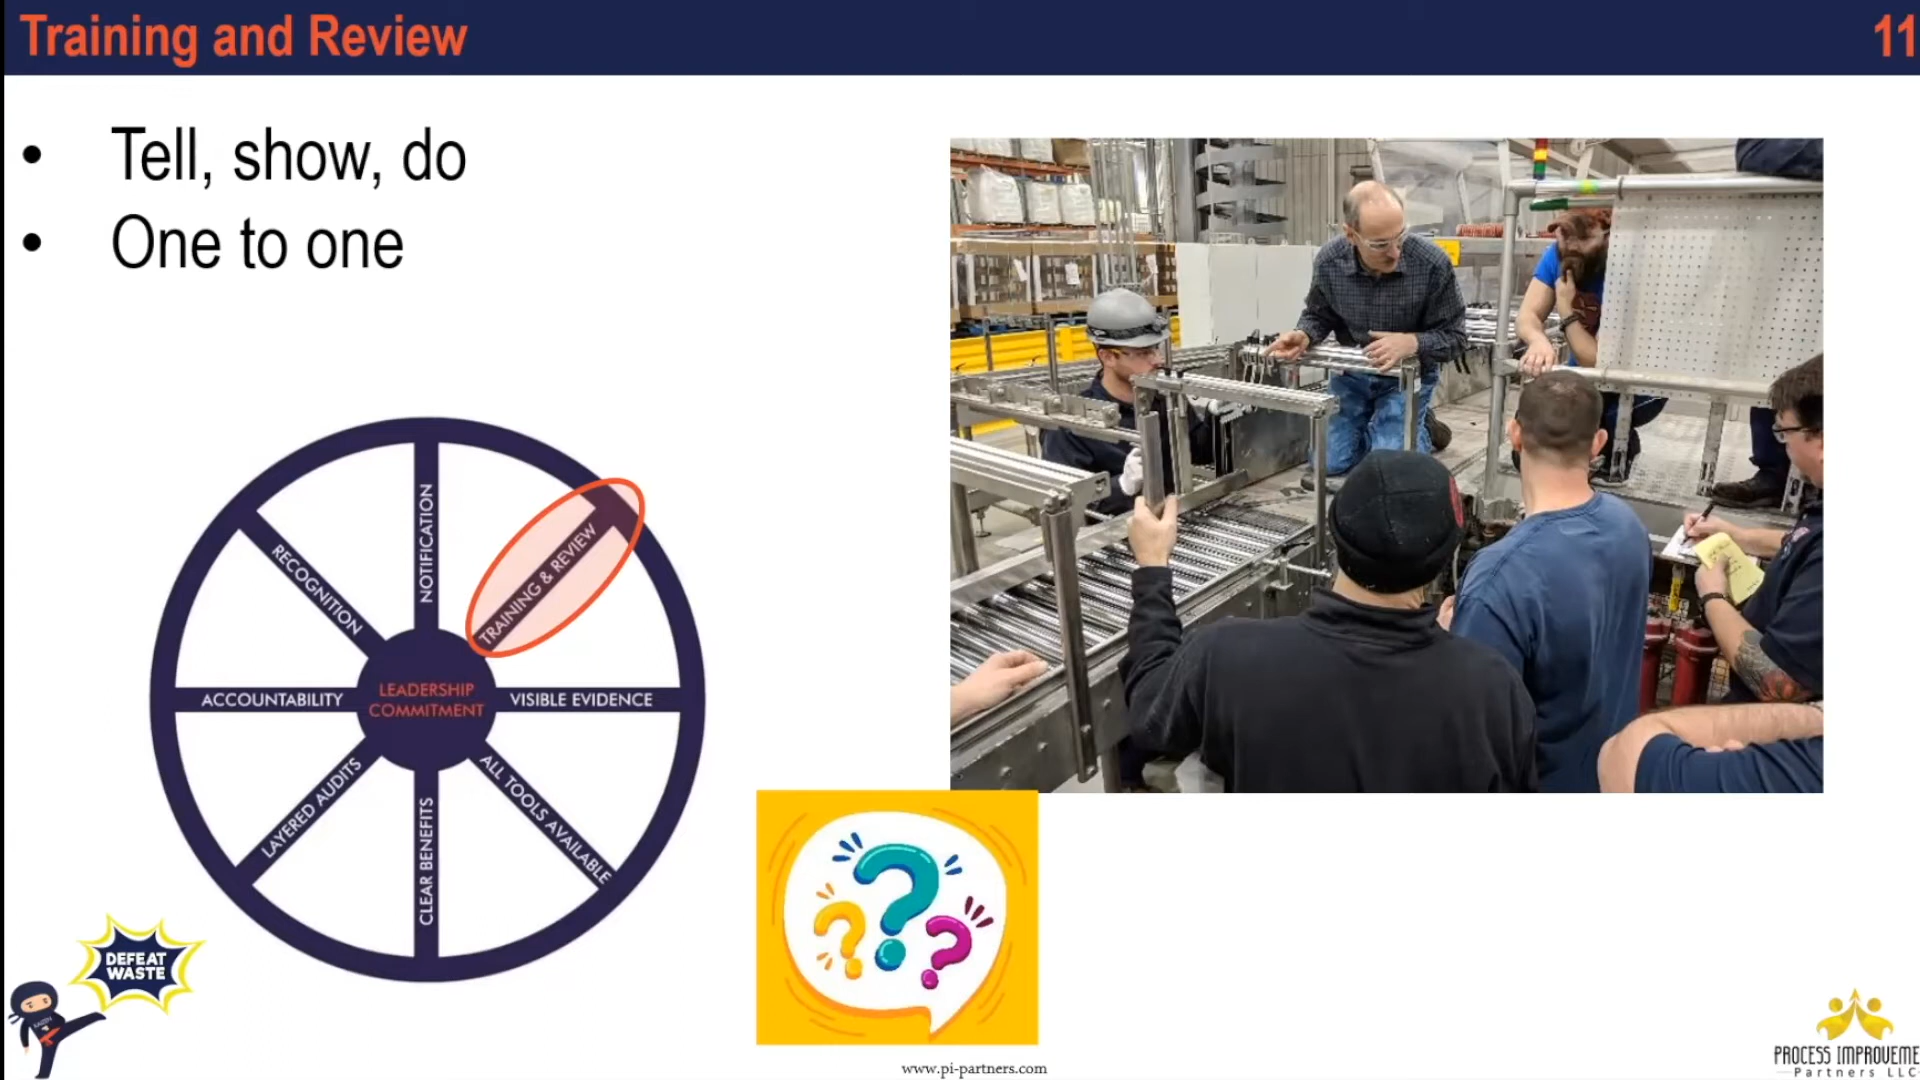 Training and Review
11
• Tell, show, do
• One to one
NOTIFICATION
TRAINING & REVIEW
VISIBLE EVIDENCE
ALL TOOLS AVAILABLE
CLEAR BENEFITS
LAYERED AUDITS
ACCOUNTABILITY
RECOGNITION
LEADERSHIP
COMMITMENT
DEFEAT
WASTE
KAIZEN
? ? ?
www.pi-partners.com
PROCESS IMPROVEME
Partners LLC